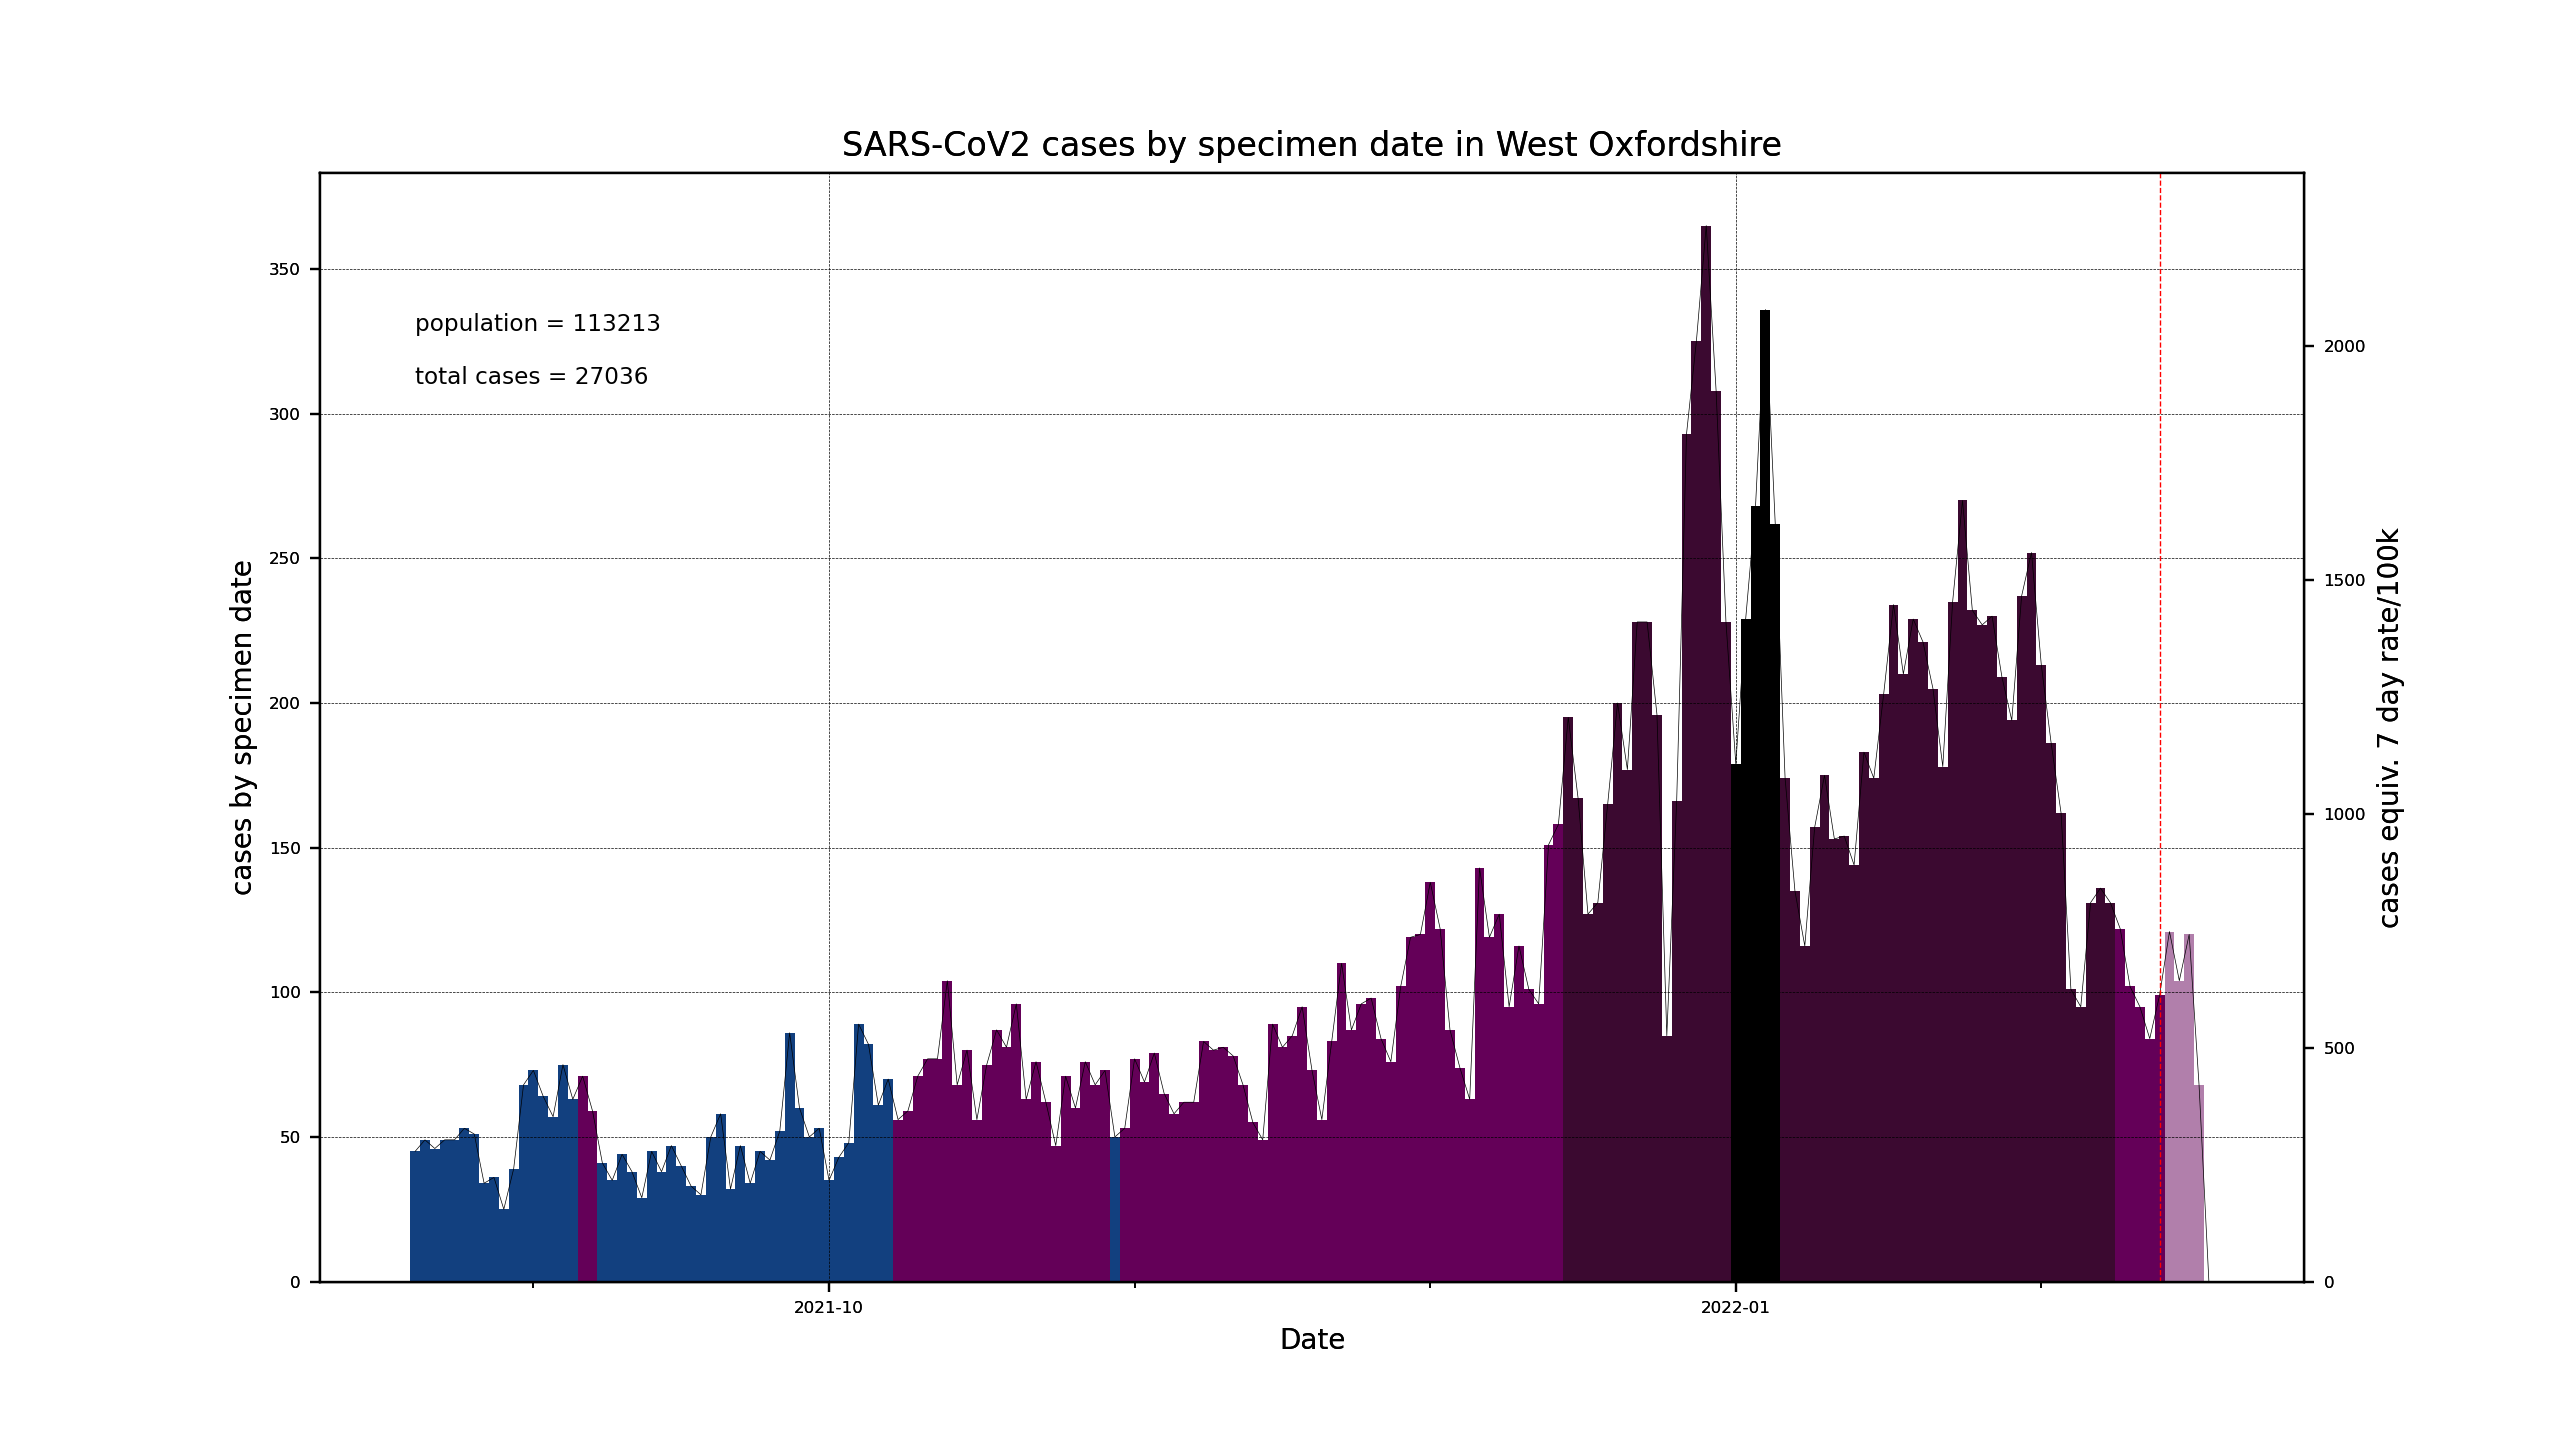 SARS-CoV2 cases by specimen date in West Oxfordshire
population = 113213
total cases = 27036
cases by specimen date
350
300
250
200
150
100
50
0
2000
1500
1000
500
0
cases equiv. 7 day rate/100k
2021-10
2022-01
Date